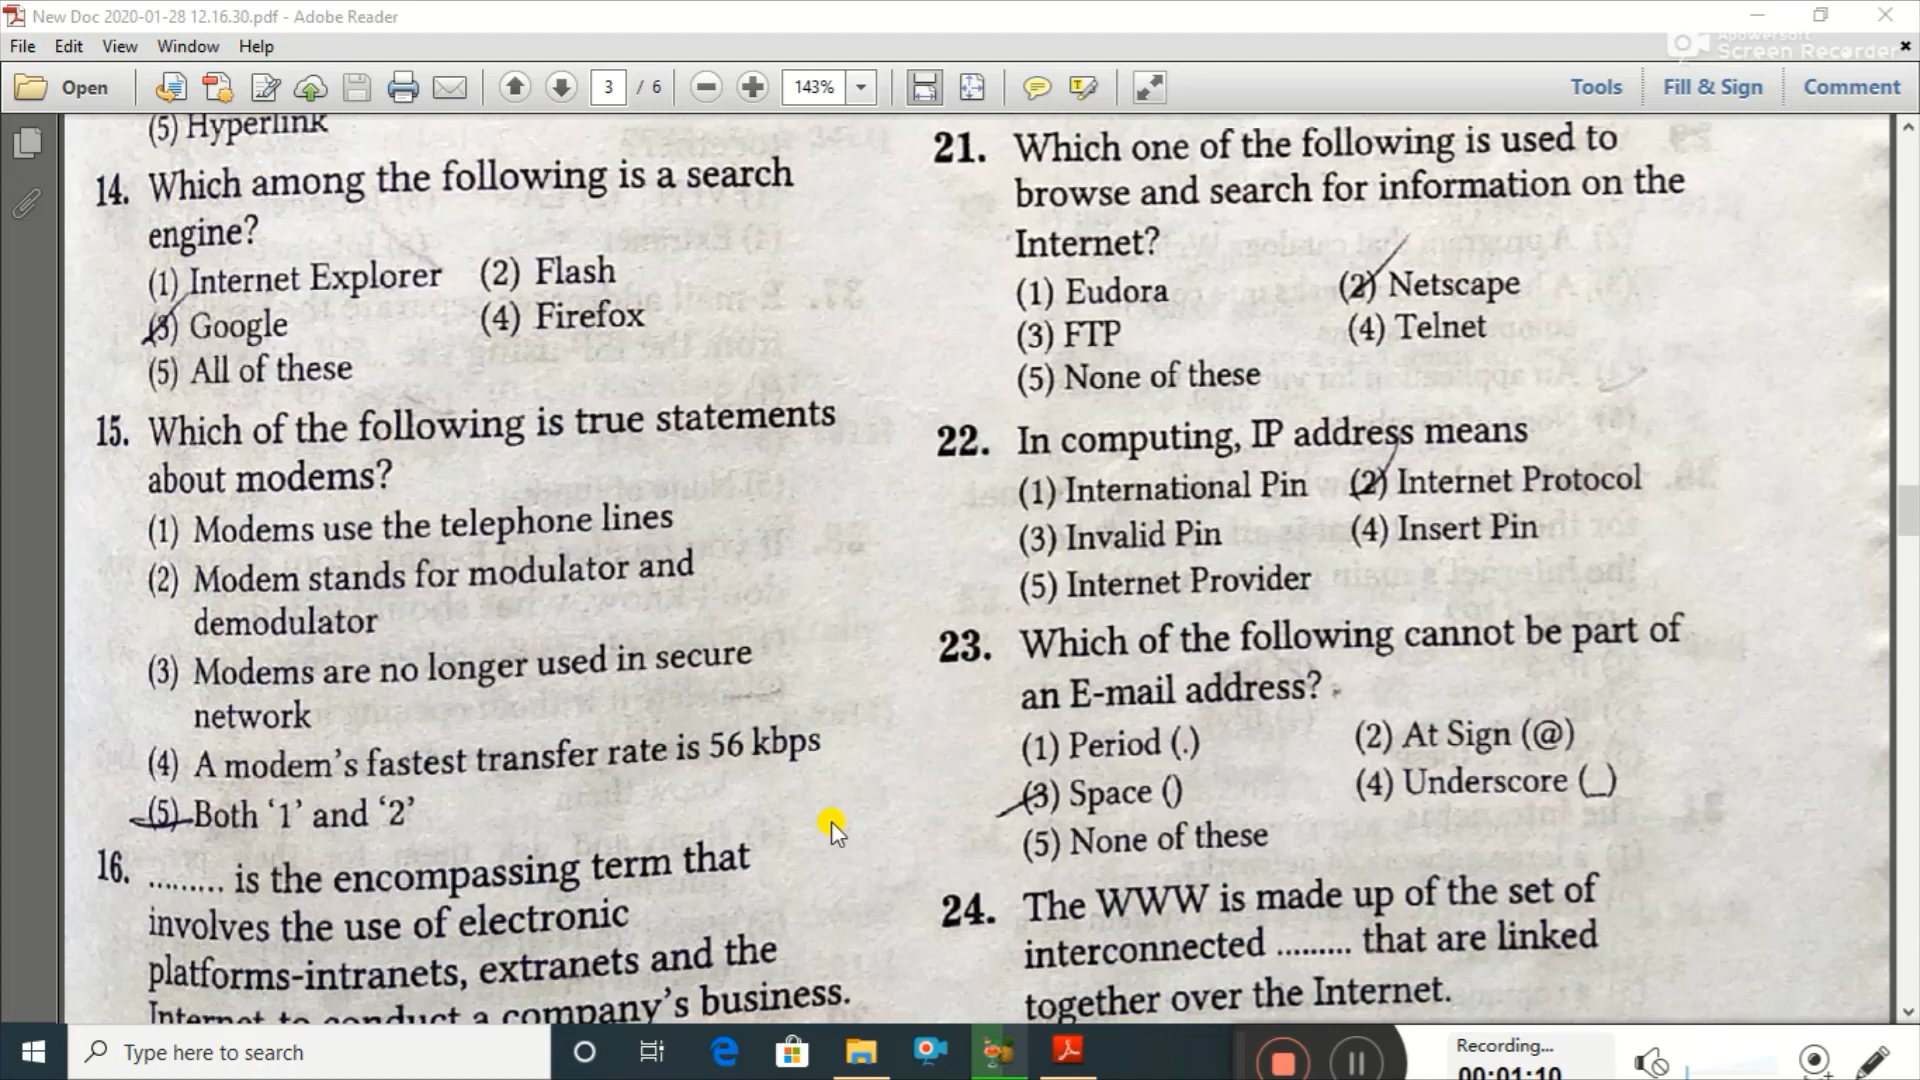 New Doc 2020-01-28 12.16.30.pdf - Adobe Reader
File Edit View Window Help
Apowersoft
Screen Recorder
Open 3 / 6 143% Tools Fill & Sign Comment
(5) Hyperlink
14. Which among the following is a search
engine?
(1) Internet Explorer (2) Flash
(3) Google (4) Firefox
(5) All of these
15. Which of the following is true statements
about modems?
(1) Modems use the telephone lines
(2) Modem stands for modulator and
demodulator
(3) Modems are no longer used in secure
network
(4) A modem's fastest transfer rate is 56 kbps
(5) Both '1' and '2'
16. ......... is the encompassing term that
involves the use of electronic
platforms-intranets, extranets and the
Internet to conduct a company's business.
21. Which one of the following is used to
browse and search for information on the
Internet?
(1) Eudora (2) Netscape
(3) FTP (4) Telnet
(5) None of these
22. In computing, IP address means
(1) International Pin (2) Internet Protocol
(3) Invalid Pin (4) Insert Pin
(5) Internet Provider
23. Which of the following cannot be part of
an E-mail address?
(1) Period (.) (2) At Sign (@)
(3) Space () (4) Underscore (_)
(5) None of these
24. The WWW is made up of the set of
interconnected ......... that are linked
together over the Internet.
Type here to search
Recording...
00:01:10